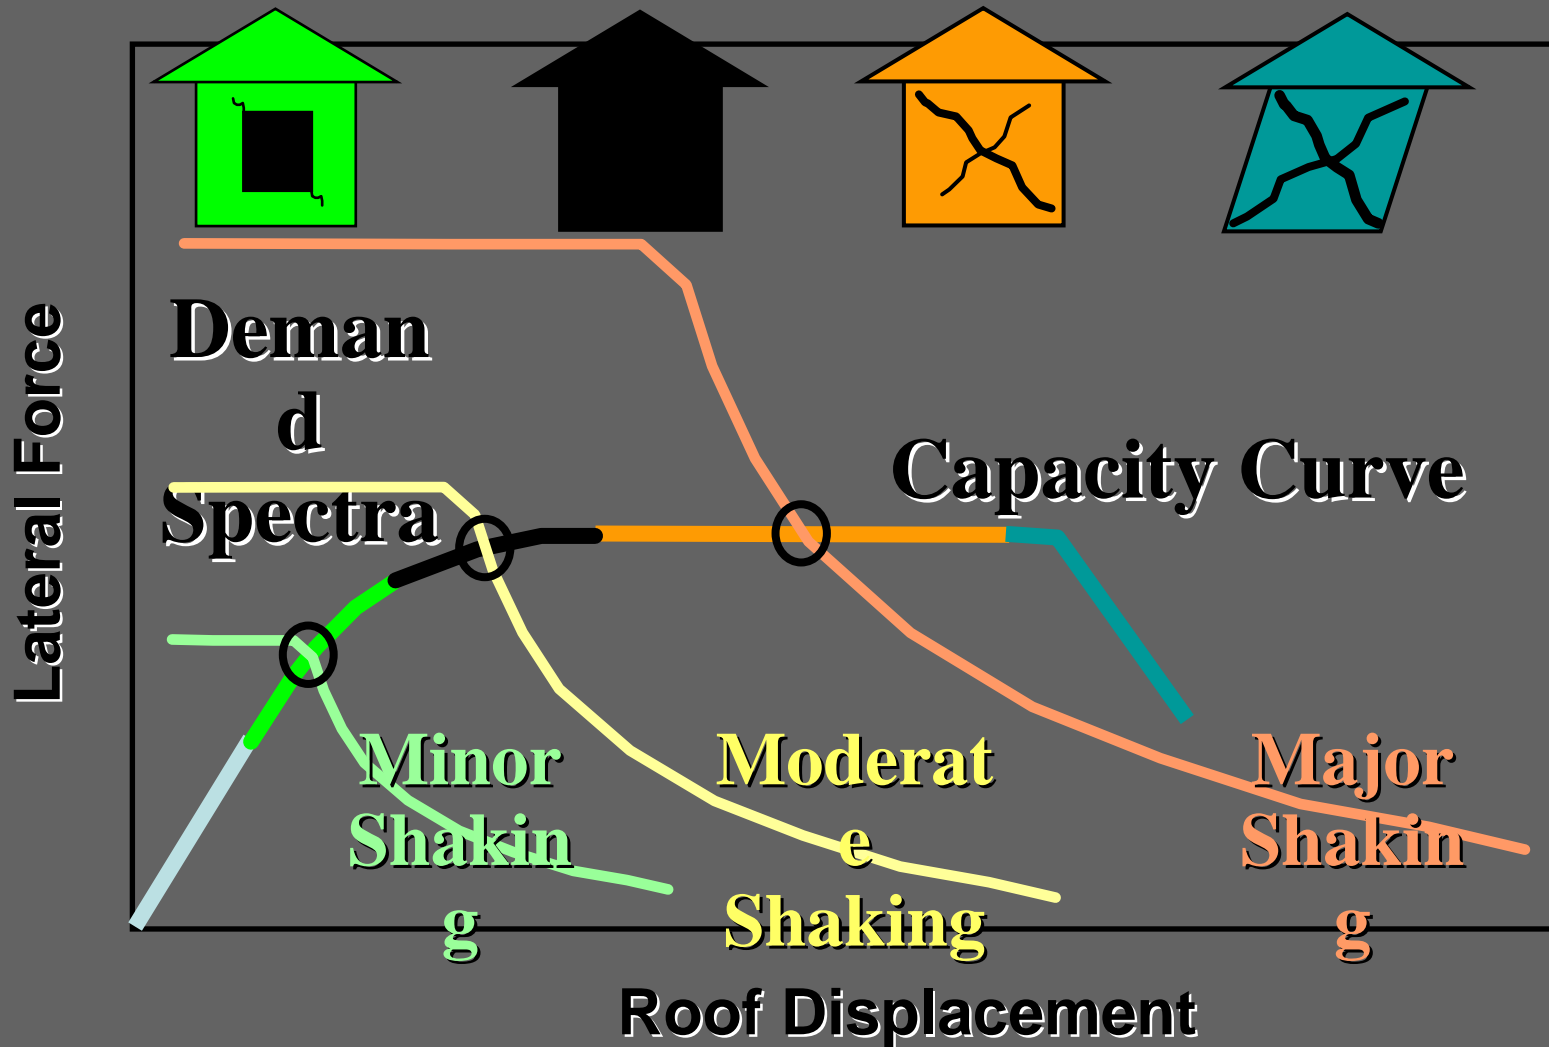 Lateral Force
Deman
d
Spectra
Capacity Curve
Minor
Shakin
g
Moderat
e
Shaking
Major
Shakin
g
Roof Displacement